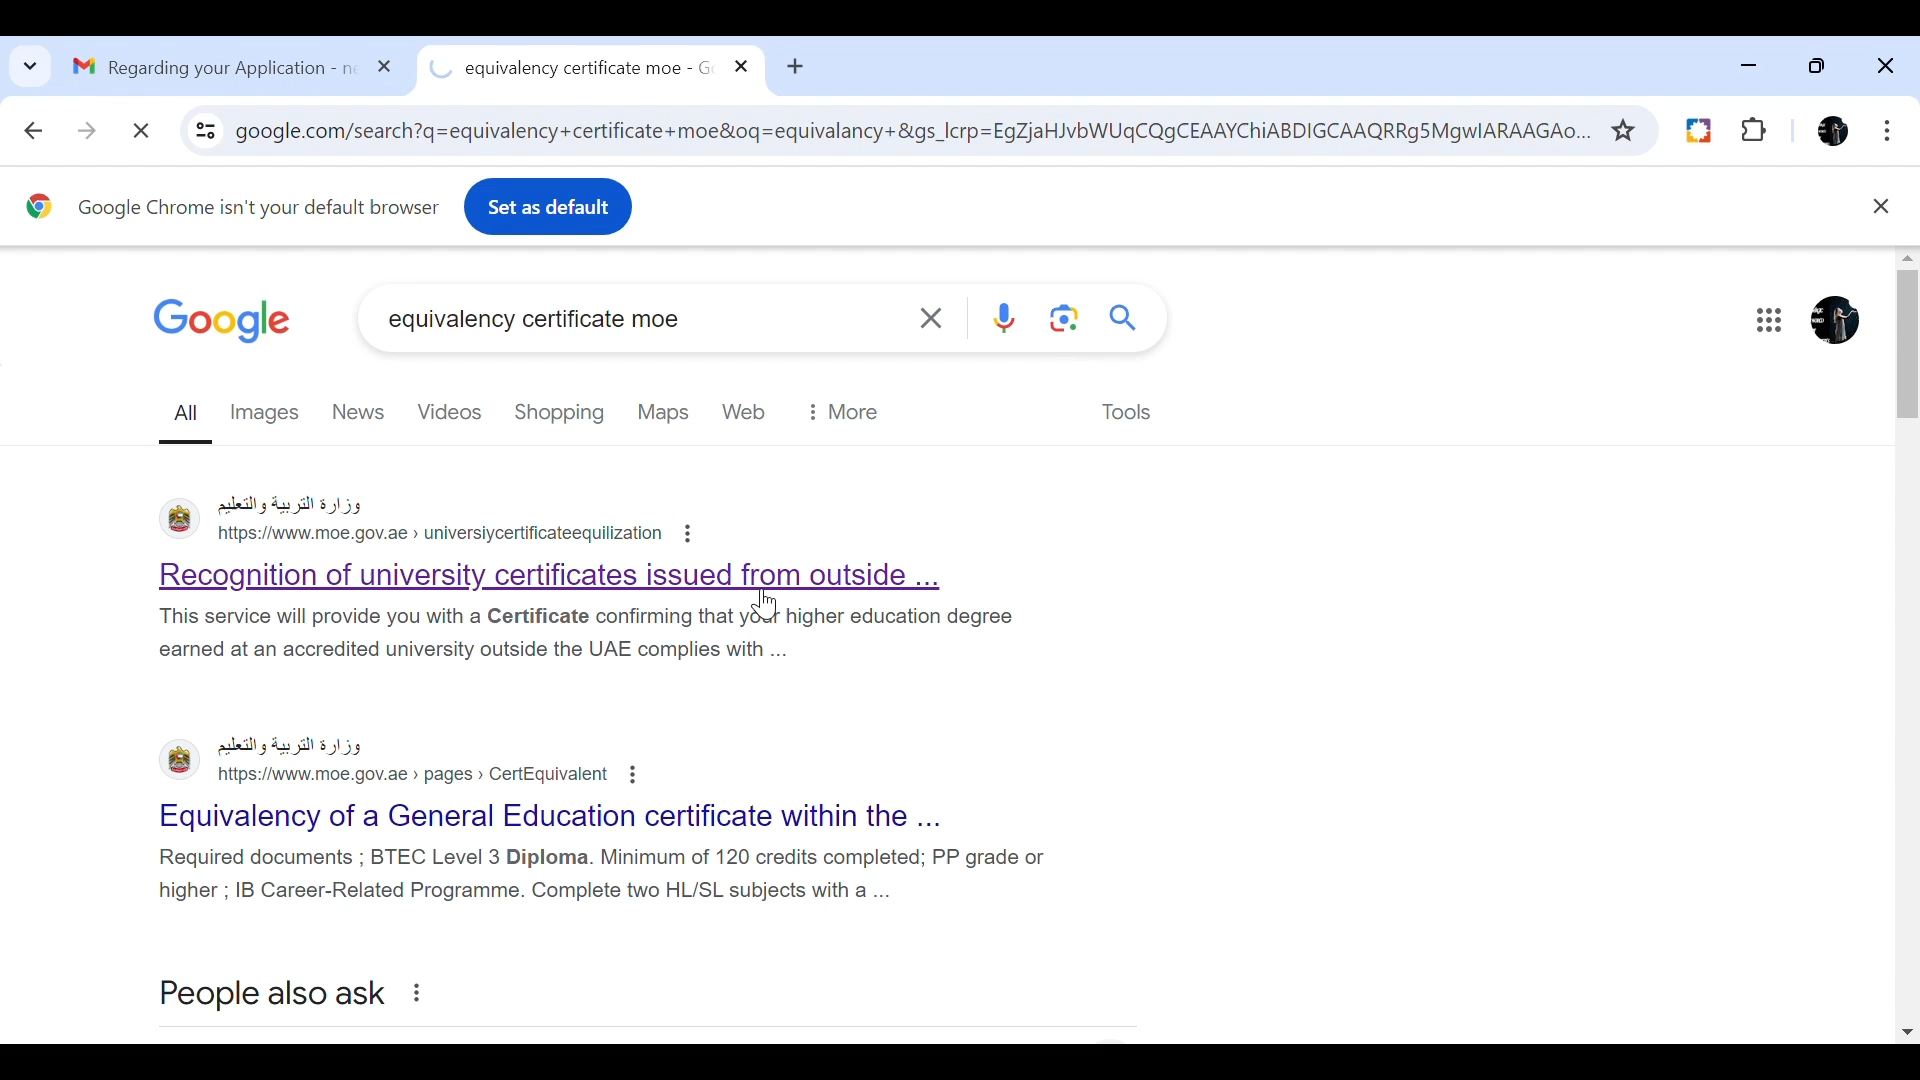 Regarding your Application - ne
equivalency certificate moe - Go
google.com/search?q=equivalency+certificate+moe&oq=equivalancy+&gs_lcrp=EgZjaHJvbWUqCQgCEAAYChiABDIGCAAQRRg5MgwIARAAGAo...
Google Chrome isn't your default browser
Set as default
Google
equivalency certificate moe
All Images News Videos Shopping Maps Web More Tools
وزارة التربية والتعليم
https://www.moe.gov.ae › universiycertificateequilization
Recognition of university certificates issued from outside ...
This service will provide you with a Certificate confirming that your higher education degree
earned at an accredited university outside the UAE complies with ...
وزارة التربية والتعليم
https://www.moe.gov.ae › pages › CertEquivalent
Equivalency of a General Education certificate within the ...
Required documents ; BTEC Level 3 Diploma. Minimum of 120 credits completed; PP grade or
higher ; IB Career-Related Programme. Complete two HL/SL subjects with a ...
People also ask